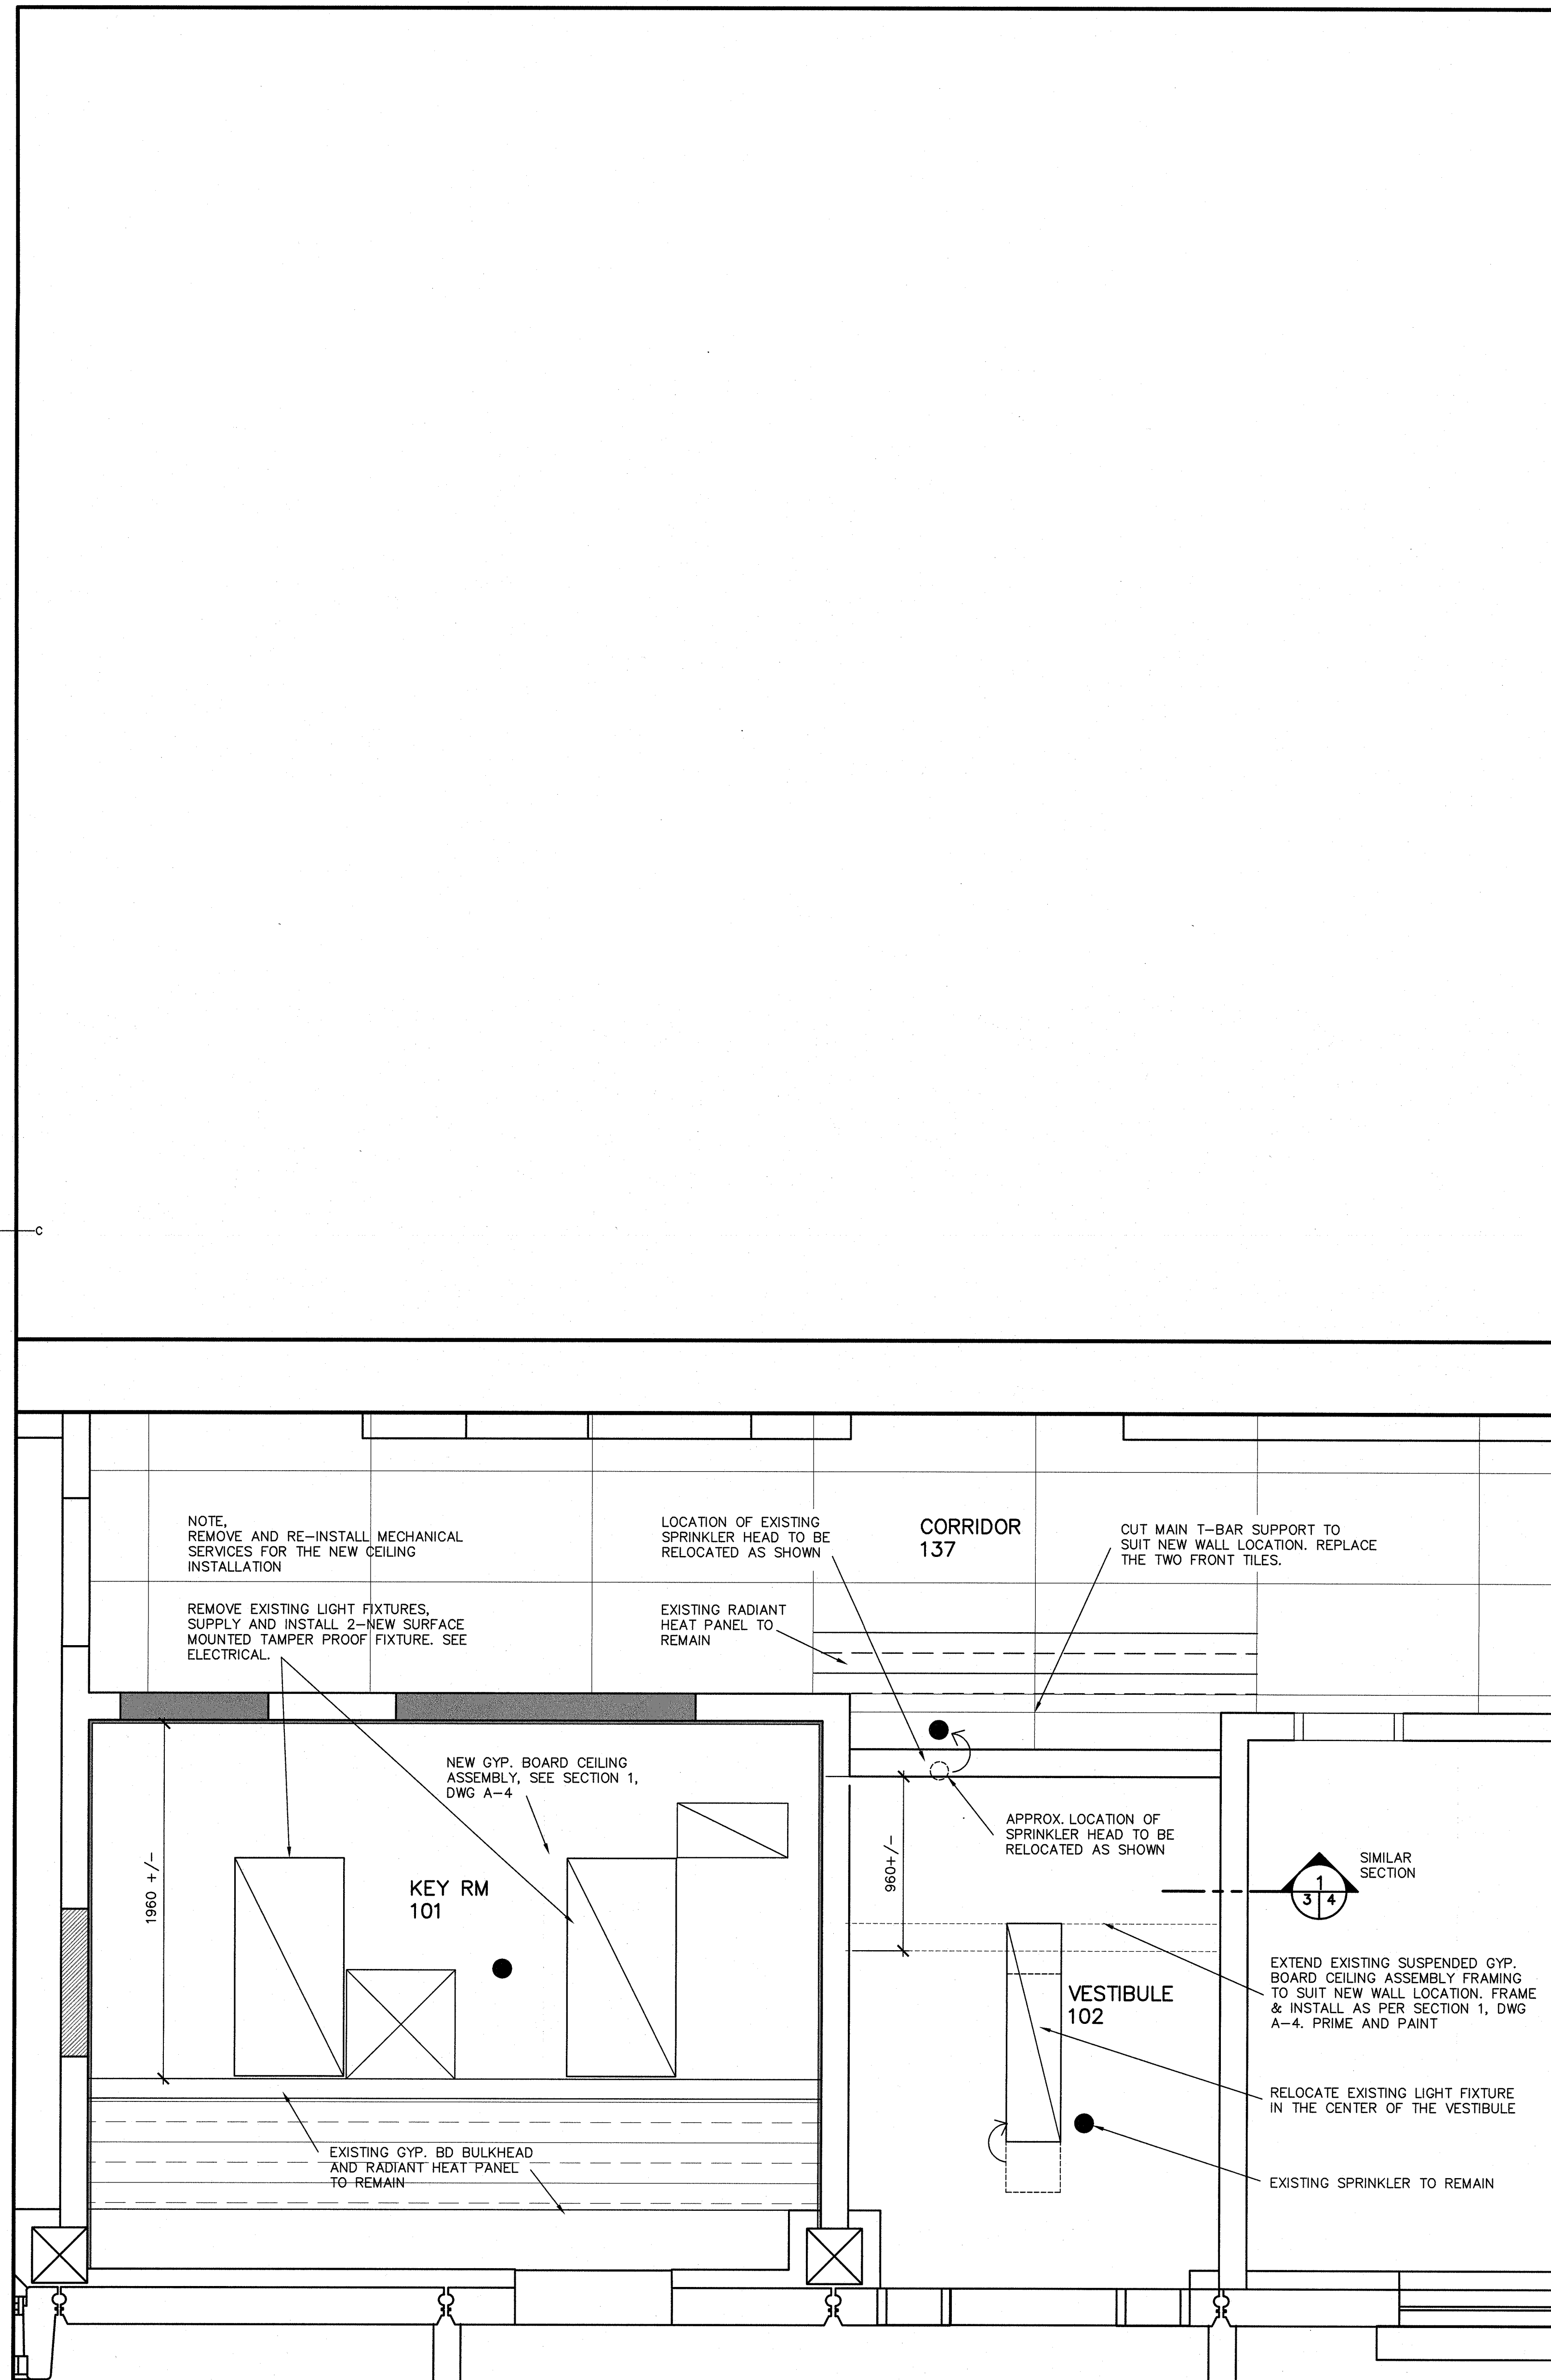 C
NOTE,
REMOVE AND RE-INSTALL MECHANICAL
SERVICES FOR THE NEW CEILING
INSTALLATION
REMOVE EXISTING LIGHT FIXTURES,
SUPPLY AND INSTALL 2-NEW SURFACE
MOUNTED TAMPER PROOF FIXTURE. SEE
ELECTRICAL.
LOCATION OF EXISTING
SPRINKLER HEAD TO BE
RELOCATED AS SHOWN
EXISTING RADIANT
HEAT PANEL TO
REMAIN
CORRIDOR
137
CUT MAIN T-BAR SUPPORT TO
SUIT NEW WALL LOCATION. REPLACE
THE TWO FRONT TILES.
NEW GYP. BOARD CEILING
ASSEMBLY, SEE SECTION 1,
DWG A-4
1960 +/-
KEY RM
101
960+/-
APPROX. LOCATION OF
SPRINKLER HEAD TO BE
RELOCATED AS SHOWN
SIMILAR
SECTION
1
3 4
VESTIBULE
102
EXTEND EXISTING SUSPENDED GYP.
BOARD CEILING ASSEMBLY FRAMING
TO SUIT NEW WALL LOCATION. FRAME
& INSTALL AS PER SECTION 1, DWG
A-4. PRIME AND PAINT
RELOCATE EXISTING LIGHT FIXTURE
IN THE CENTER OF THE VESTIBULE
EXISTING GYP. BD BULKHEAD
AND RADIANT HEAT PANEL
TO REMAIN
EXISTING SPRINKLER TO REMAIN